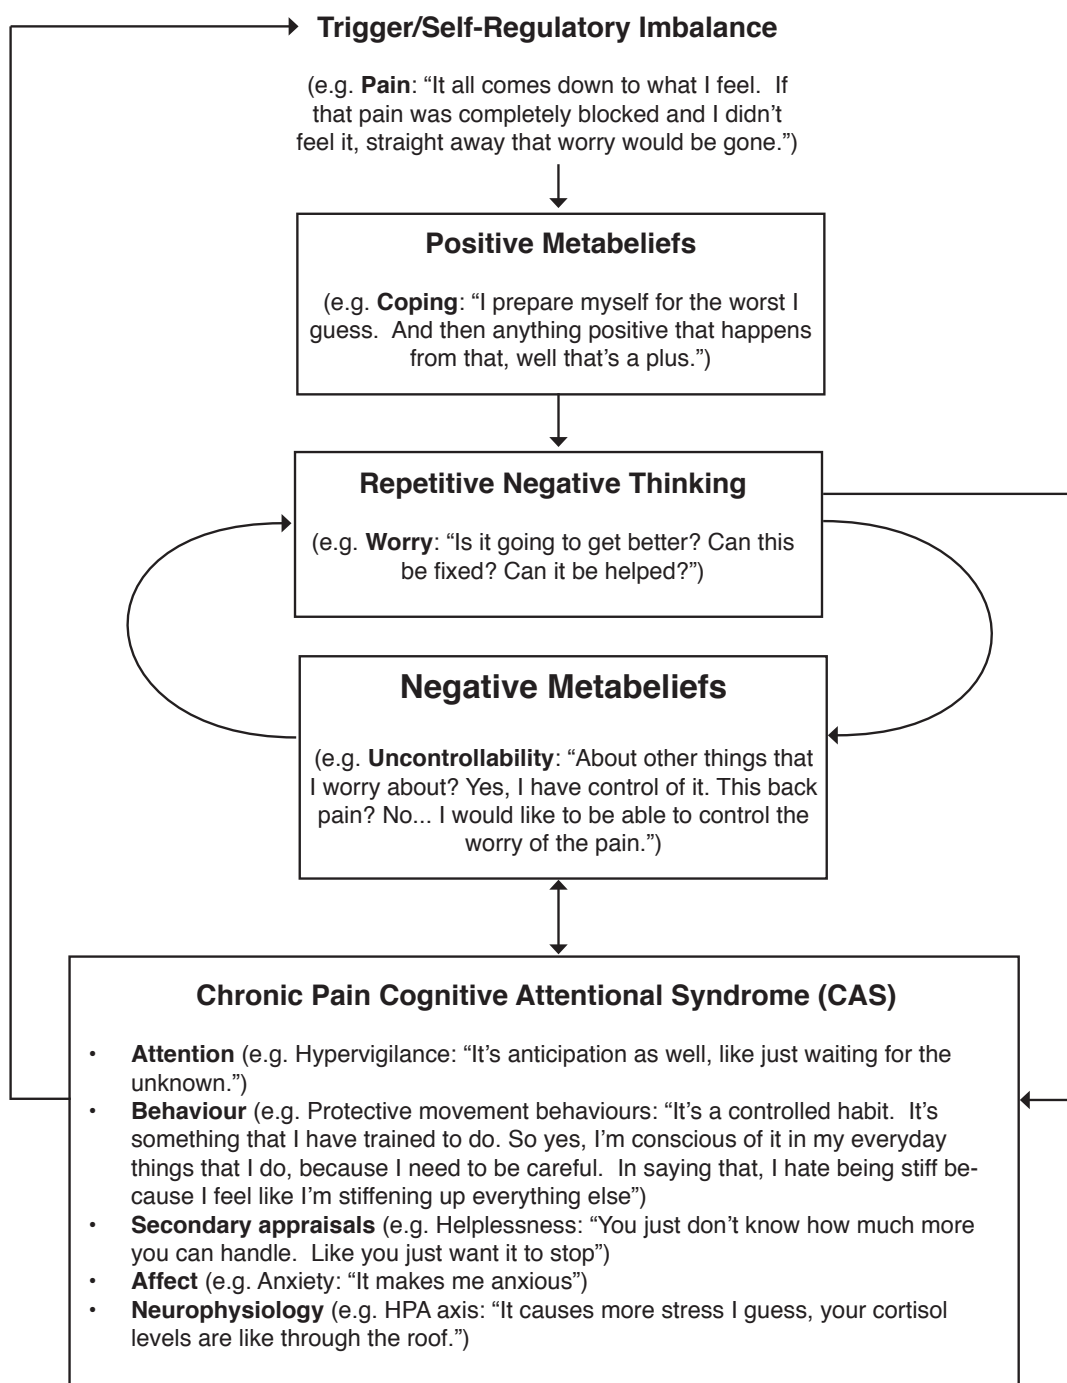 Trigger/Self-Regulatory Imbalance
(e.g. Pain: “It all comes down to what I feel.  If
that pain was completely blocked and I didn’t
feel it, straight away that worry would be gone.”)
Positive Metabeliefs
(e.g. Coping: “I prepare myself for the worst I
guess.  And then anything positive that happens
from that, well that’s a plus.”)
Repetitive Negative Thinking
(e.g. Worry: “Is it going to get better? Can this
be fixed? Can it be helped?”)
Negative Metabeliefs
(e.g. Uncontrollability: “About other things that
I worry about? Yes, I have control of it. This back
pain? No... I would like to be able to control the
worry of the pain.”)
Chronic Pain Cognitive Attentional Syndrome (CAS)
• Attention (e.g. Hypervigilance: “It’s anticipation as well, like just waiting for the
unknown.”)
• Behaviour (e.g. Protective movement behaviours: “It’s a controlled habit.  It’s
something that I have trained to do. So yes, I’m conscious of it in my everyday
things that I do, because I need to be careful.  In saying that, I hate being stiff be-
cause I feel like I’m stiffening up everything else”)
• Secondary appraisals (e.g. Helplessness: “You just don’t know how much more
you can handle.  Like you just want it to stop”)
• Affect (e.g. Anxiety: “It makes me anxious”)
• Neurophysiology (e.g. HPA axis: “It causes more stress I guess, your cortisol
levels are like through the roof.”)